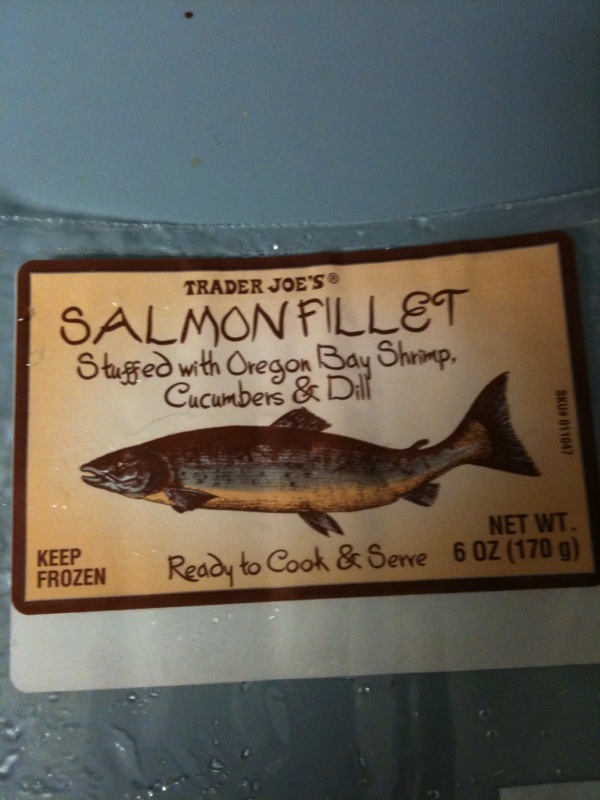 TRADER JOE'S®
SALMON FILLET
Stuffed with Oregon Bay Shrimp,
Cucumbers & Dill
SKU# 011047
KEEP
FROZEN
Ready to Cook & Serve
NET WT.
6 OZ (170 g)